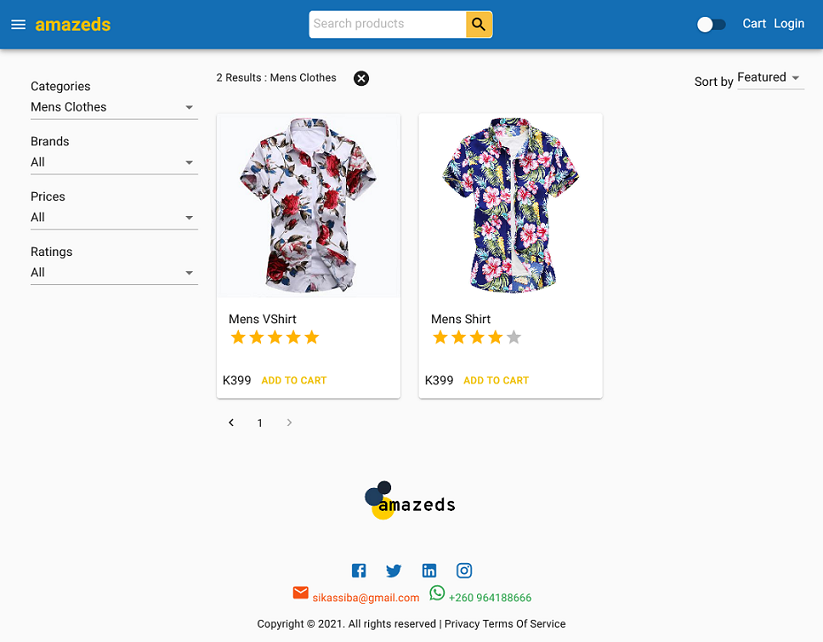 amazeds
Search products
Cart Login
Categories
Mens Clothes
Brands
All
Prices
All
Ratings
All
2 Results : Mens Clothes
Sort by Featured
Mens VShirt
K399 ADD TO CART
Mens Shirt
K399 ADD TO CART
1
amazeds
sikassiba@gmail.com +260 964188666
Copyright © 2021. All rights reserved | Privacy Terms Of Service